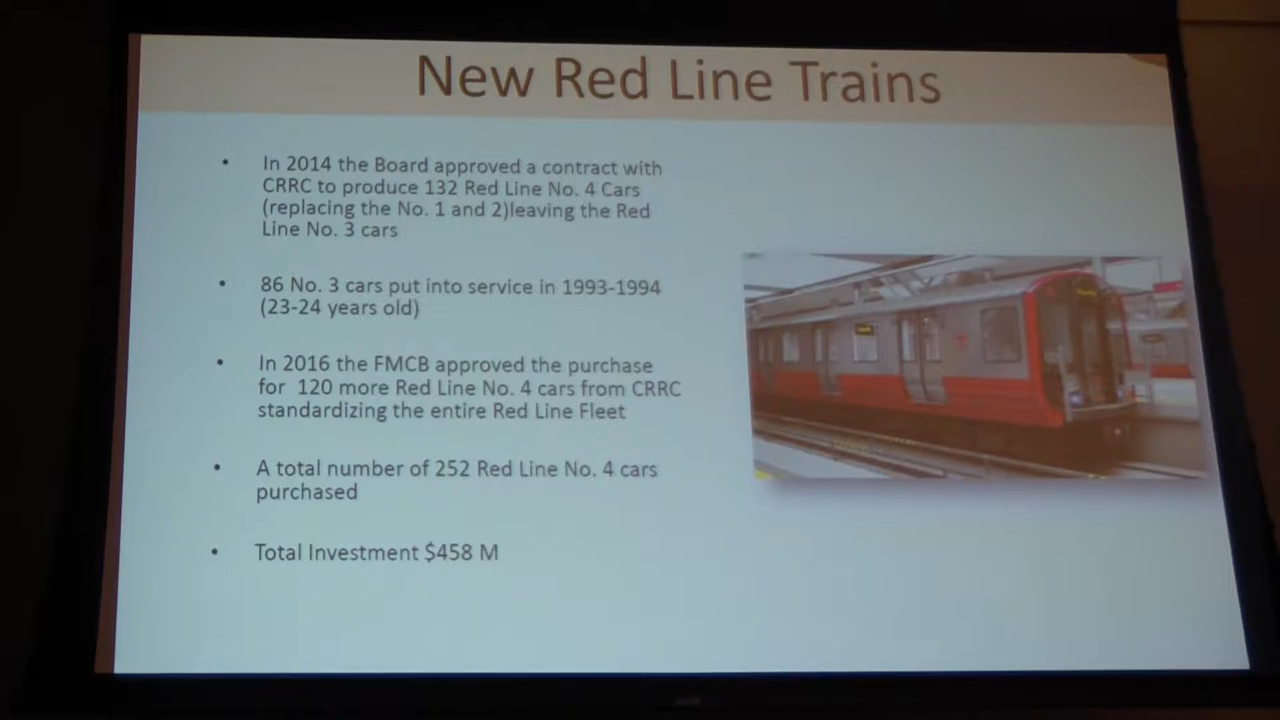 New Red Line Trains
• In 2014 the Board approved a contract with
CRRC to produce 132 Red Line No. 4 Cars
(replacing the No. 1 and 2)leaving the Red
Line No. 3 cars
• 86 No. 3 cars put into service in 1993-1994
(23-24 years old)
• In 2016 the FMCB approved the purchase
for 120 more Red Line No. 4 cars from CRRC
standardizing the entire Red Line Fleet
• A total number of 252 Red Line No. 4 cars
purchased
• Total Investment $458 M